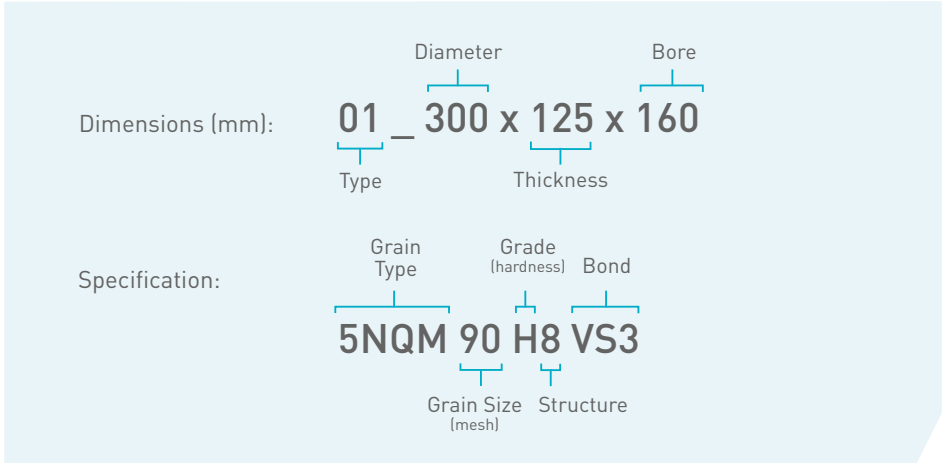 Diameter Bore
Dimensions (mm): 01 _ 300 x 125 x 160
Type Thickness
Grain Type Grade (hardness) Bond
Specification:
5NQM 90 H8 VS3
Grain Size (mesh) Structure